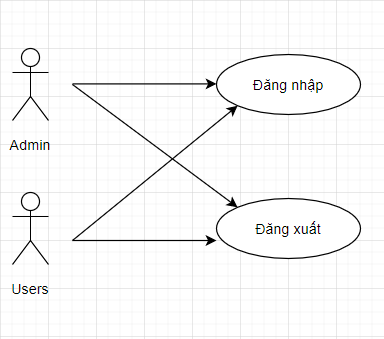 Đăng nhập
Admin
Đăng xuất
Users